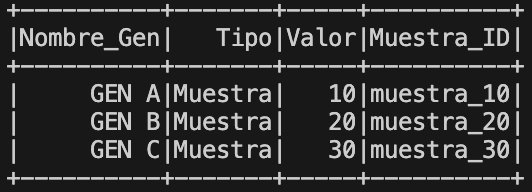 +----------+-------+-----+----------+
|Nombre_Gen|   Tipo|Valor|Muestra_ID|
+----------+-------+-----+----------+
|     GEN A|Muestra|   10|muestra_10|
|     GEN B|Muestra|   20|muestra_20|
|     GEN C|Muestra|   30|muestra_30|
+----------+-------+-----+----------+